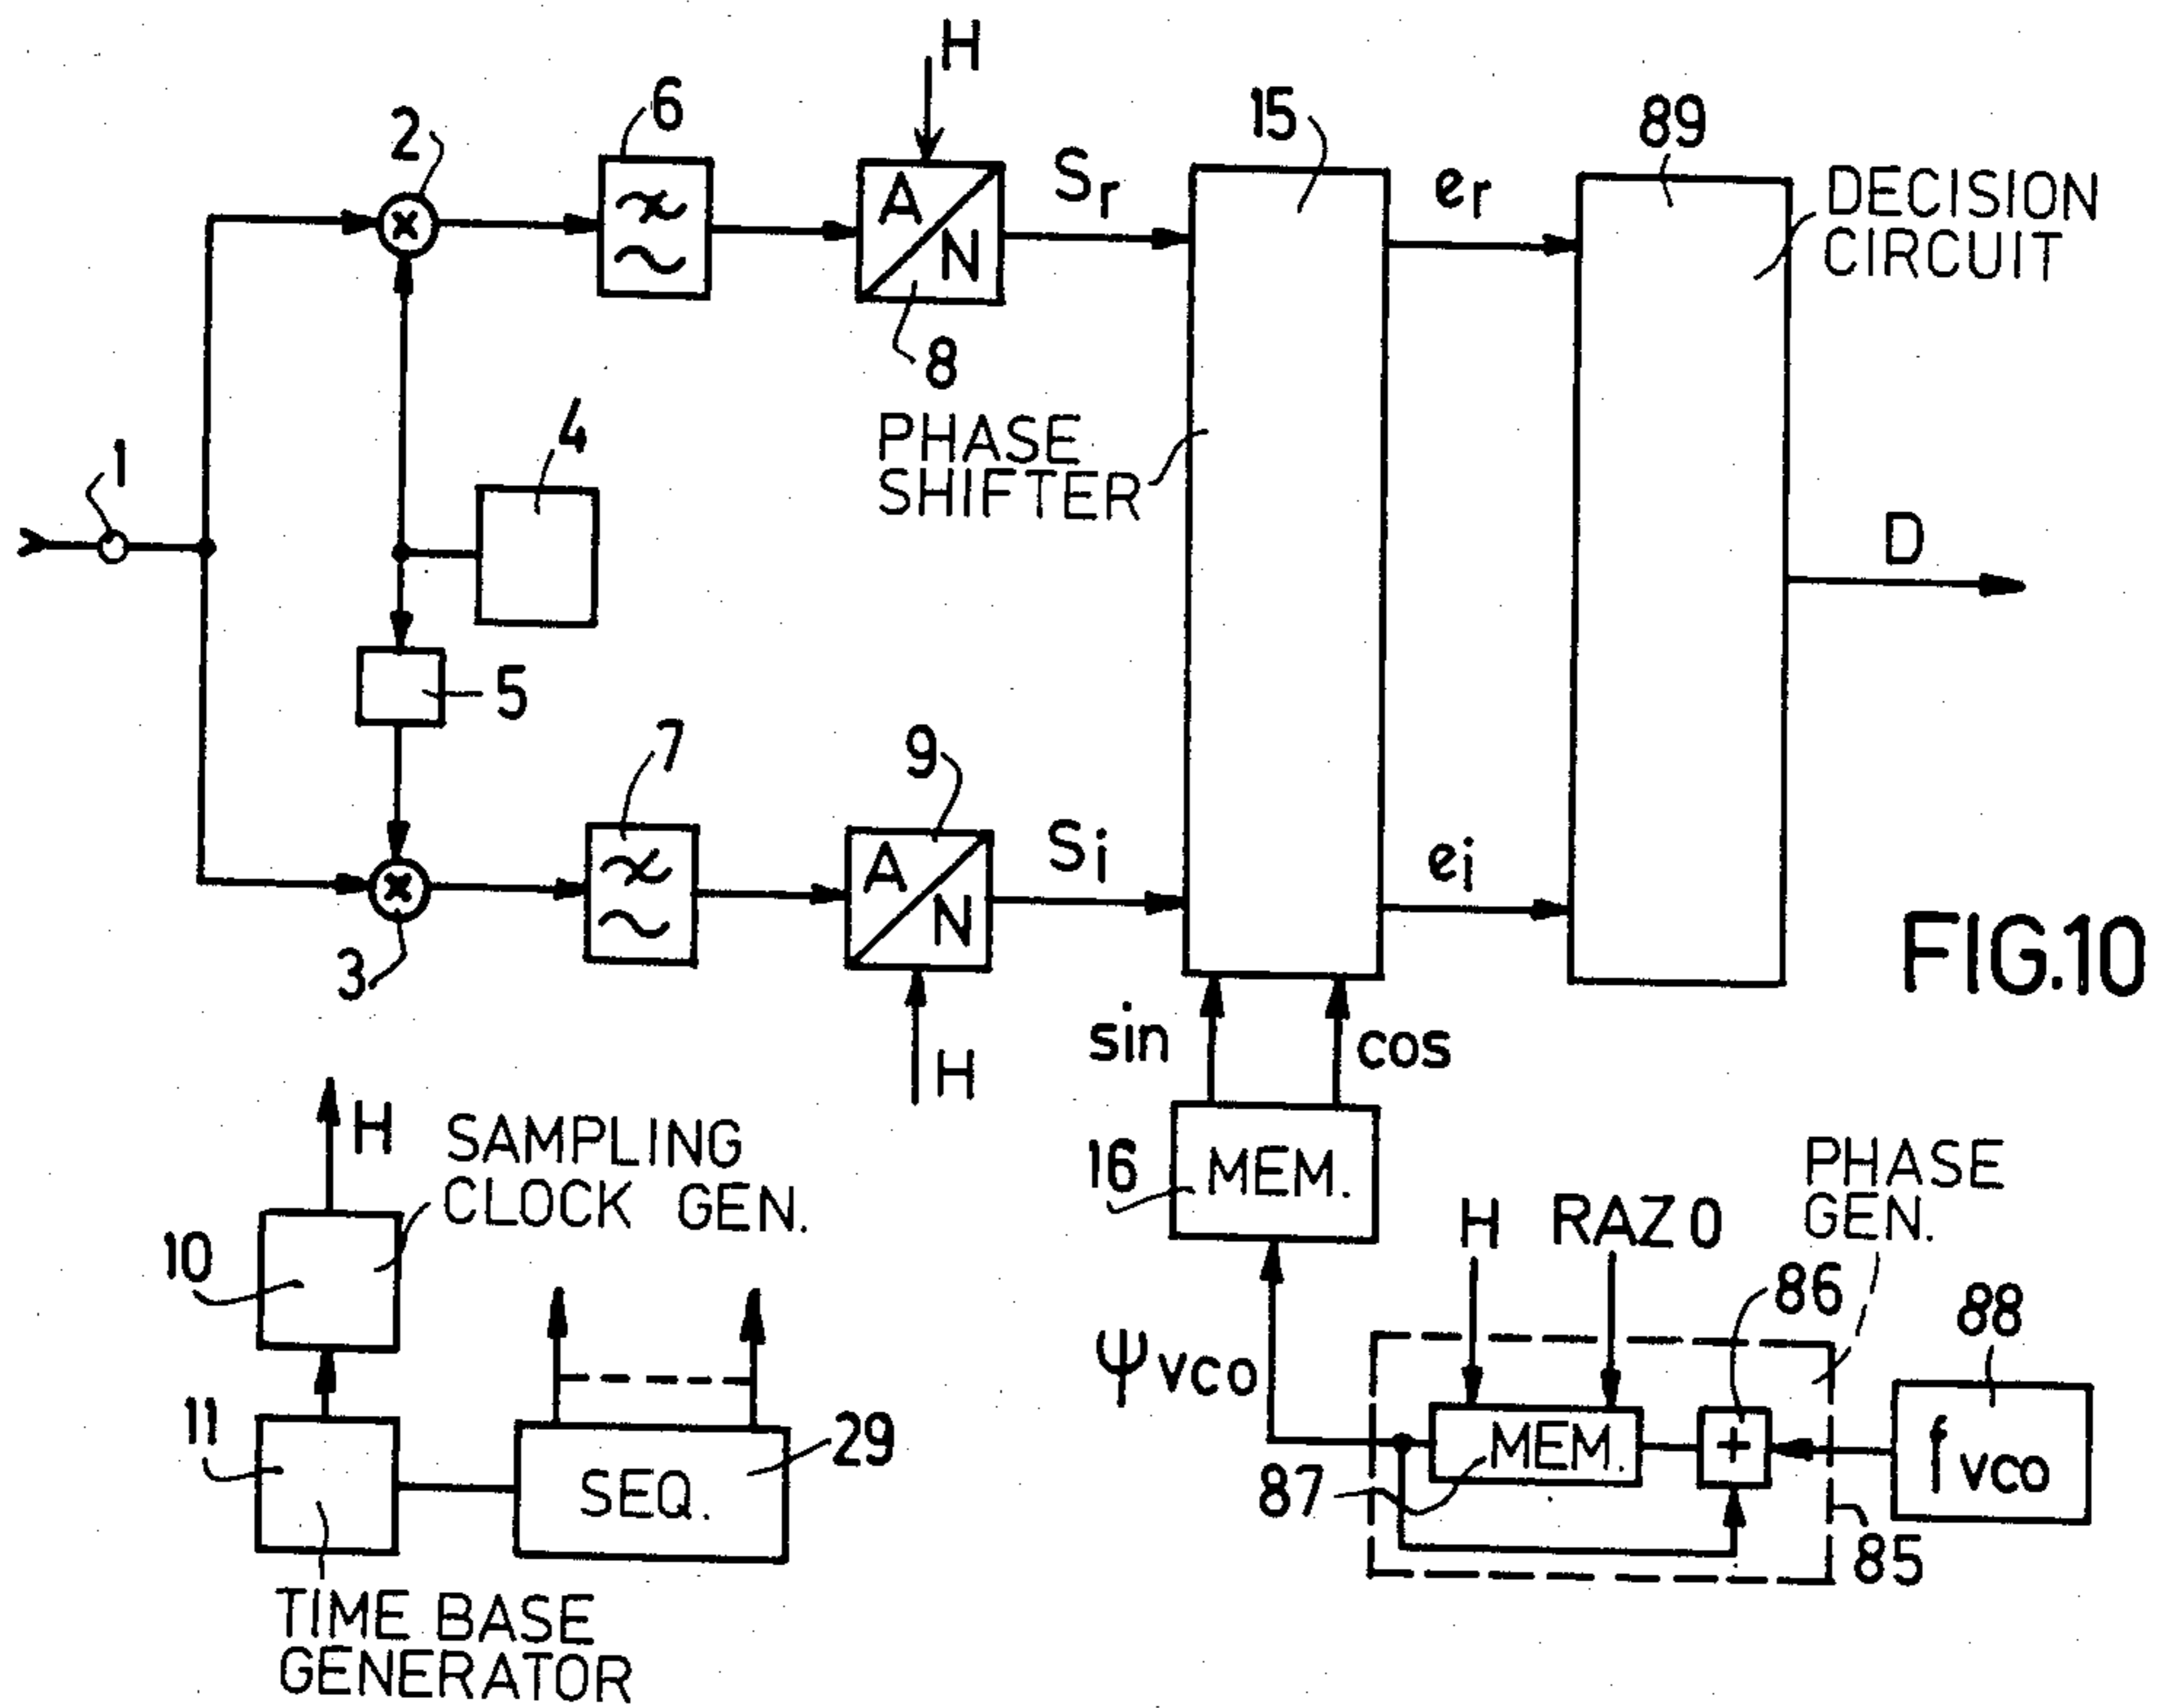 H
2
6
15
89
A
N
Sr
er
DECISION
CIRCUIT
8
1
4
PHASE
SHIFTER
D
5
7
9
A
N
Si
ei
3
H
FIG.10
sin
cos
H
SAMPLING
CLOCK GEN.
10
16
MEM.
PHASE
GEN.
H
RAZ 0
86
88
ψvco
11
SEQ.
29
MEM.
+
f vco
87
85
TIME BASE
GENERATOR